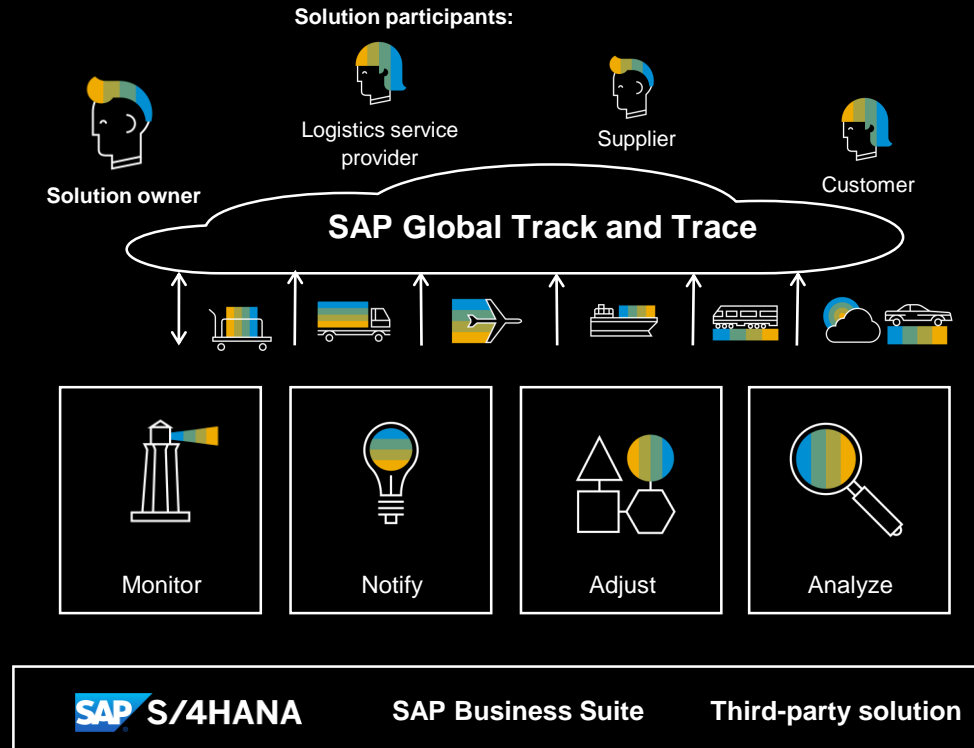 Solution participants:
Logistics service
provider
Supplier
Customer
Solution owner
SAP Global Track and Trace
Monitor
Notify
Adjust
Analyze
SAP S/4HANA
SAP Business Suite
Third-party solution